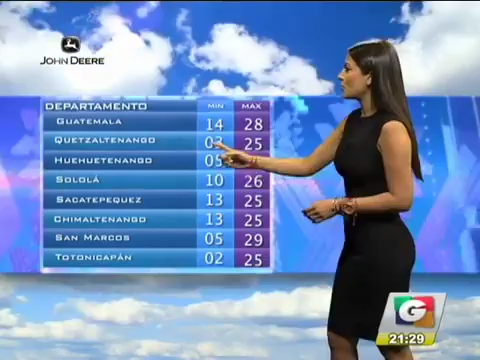 John Deere
DEPARTAMENTO MIN MAX
GUATEMALA 14 28
QUETZALTENANGO 25
HUEHUETENANGO 05 25
SOLOLÁ 10 26
SACATEPEQUEZ 13 25
CHIMALTENANGO 13 25
SAN MARCOS 05 29
TOTONICAPÁN 02 25
G
21:29